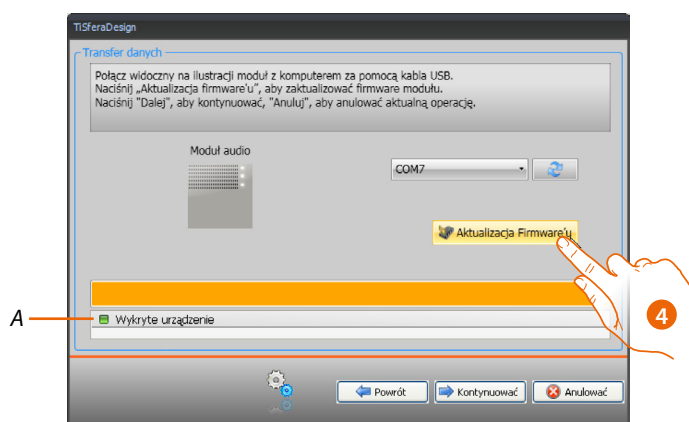 TiSferaDesign
Transfer danych
Połącz widoczny na ilustracji moduł z komputerem za pomocą kabla USB.
Naciśnij „Aktualizacja firmware'u”, aby zaktualizować firmware modułu.
Naciśnij "Dalej", aby kontynuować, "Anuluj", aby anulować aktualną operację.
Moduł audio
COM7
Aktualizacja Firmware'u
4
A
Wykryte urządzenie
Powrót
Kontynuować
Anulować